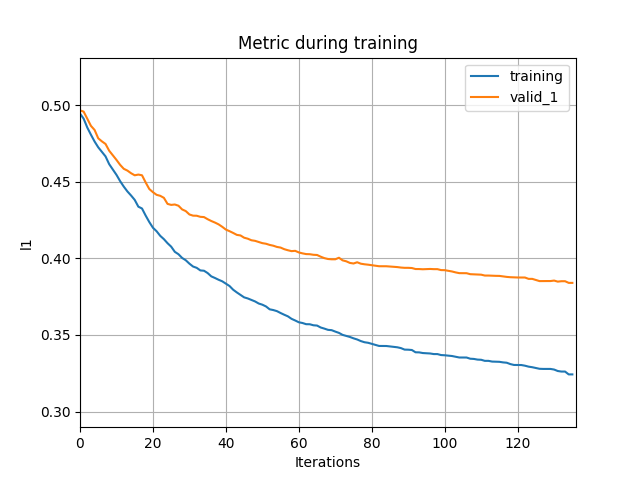 Metric during training
training
valid_1
0.50
0.45
0.40
0.35
0.30
l1
0 20 40 60 80 100 120
Iterations